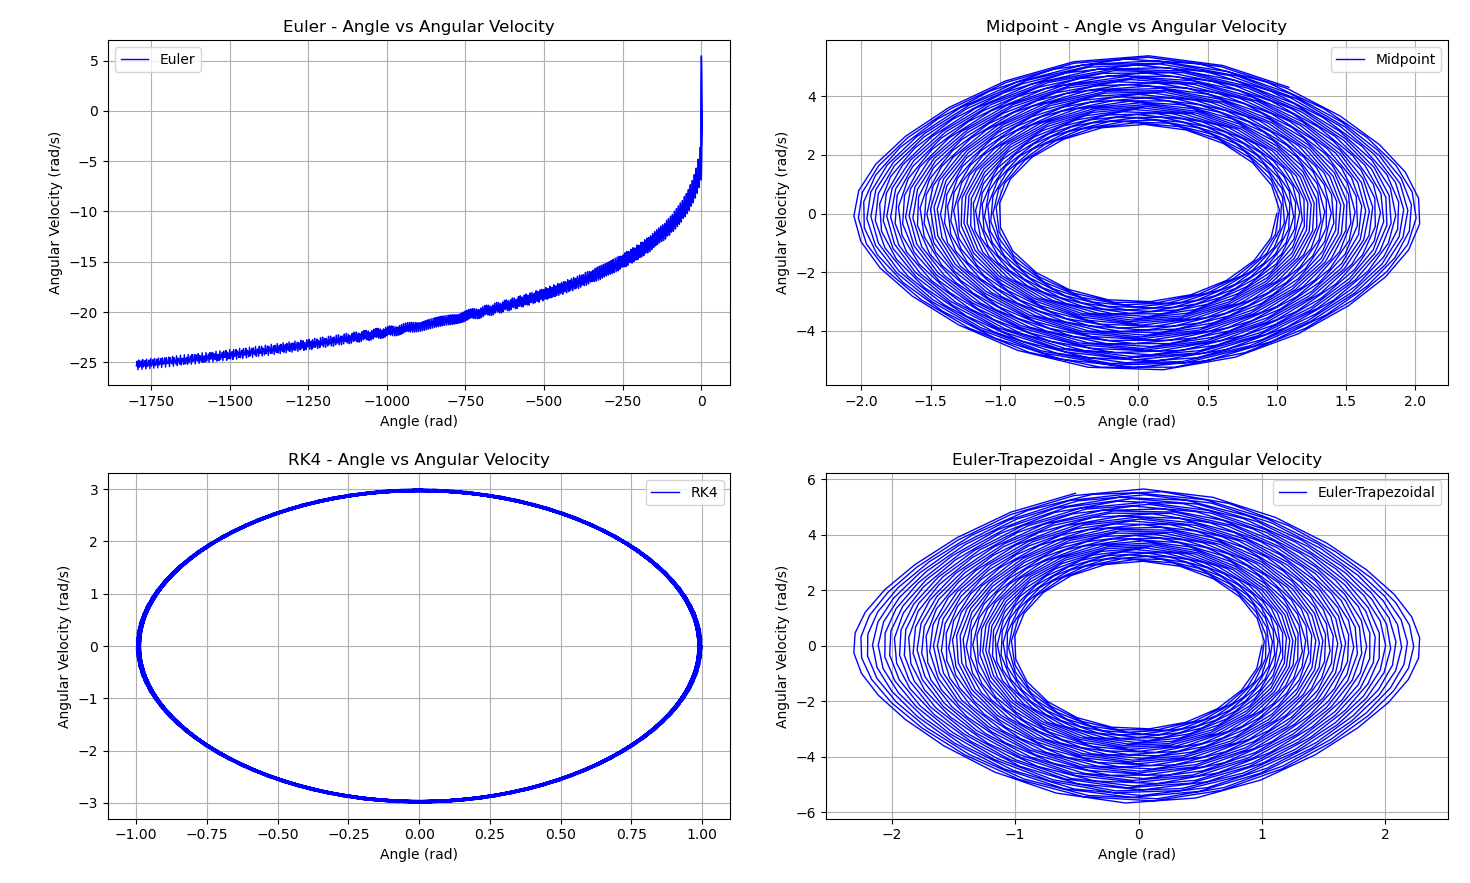 Euler - Angle vs Angular Velocity
Euler
5
0
−5
−10
−15
−20
−25
Angular Velocity (rad/s)
−1750 −1500 −1250 −1000 −750 −500 −250 0
Angle (rad)
Midpoint - Angle vs Angular Velocity
Midpoint
4
2
0
−2
−4
Angular Velocity (rad/s)
−2.0 −1.5 −1.0 −0.5 0.0 0.5 1.0 1.5 2.0
Angle (rad)
RK4 - Angle vs Angular Velocity
RK4
3
2
1
0
−1
−2
−3
Angular Velocity (rad/s)
−1.00 −0.75 −0.50 −0.25 0.00 0.25 0.50 0.75 1.00
Angle (rad)
Euler-Trapezoidal - Angle vs Angular Velocity
Euler-Trapezoidal
6
4
2
0
−2
−4
−6
Angular Velocity (rad/s)
−2 −1 0 1 2
Angle (rad)